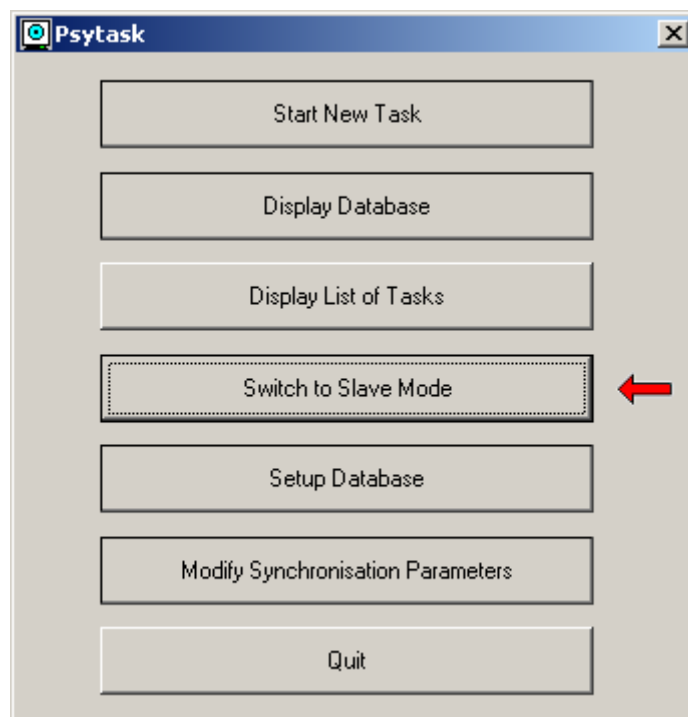 Psytask
Start New Task
Display Database
Display List of Tasks
Switch to Slave Mode
Setup Database
Modify Synchronisation Parameters
Quit